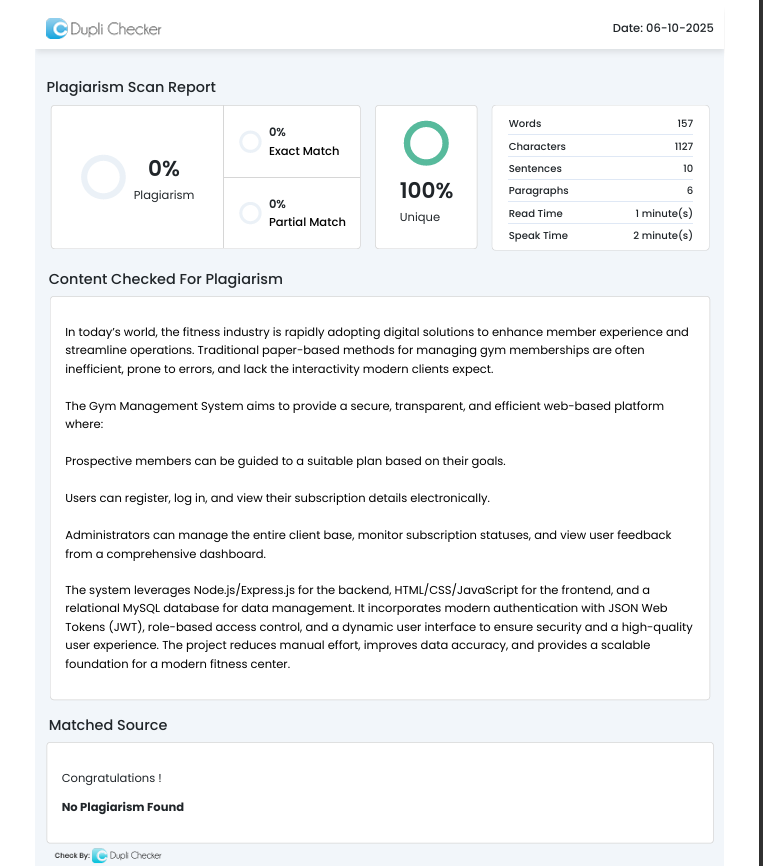 Dupli Checker
Date: 06-10-2025
Plagiarism Scan Report
0%
Plagiarism
0%
Exact Match
0%
Partial Match
100%
Unique
Words 157
Characters 1127
Sentences 10
Paragraphs 6
Read Time 1 minute(s)
Speak Time 2 minute(s)
Content Checked For Plagiarism
In today's world, the fitness industry is rapidly adopting digital solutions to enhance member experience and
streamline operations. Traditional paper-based methods for managing gym memberships are often
inefficient, prone to errors, and lack the interactivity modern clients expect.
The Gym Management System aims to provide a secure, transparent, and efficient web-based platform
where:
Prospective members can be guided to a suitable plan based on their goals.
Users can register, log in, and view their subscription details electronically.
Administrators can manage the entire client base, monitor subscription statuses, and view user feedback
from a comprehensive dashboard.
The system leverages Node.js/Express.js for the backend, HTML/CSS/JavaScript for the frontend, and a
relational MySQL database for data management. It incorporates modern authentication with JSON Web
Tokens (JWT), role-based access control, and a dynamic user interface to ensure security and a high-quality
user experience. The project reduces manual effort, improves data accuracy, and provides a scalable
foundation for a modern fitness center.
Matched Source
Congratulations !
No Plagiarism Found
Check By: Dupli Checker